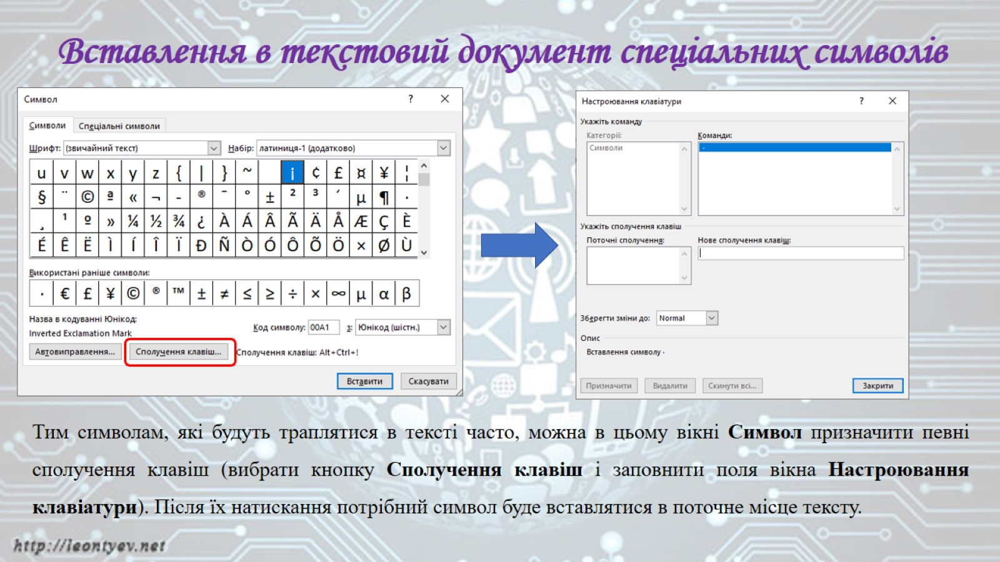 Вставлення в текстовий документ спеціальних символів
Символ ? ×
Символи Спеціальні символи
Шрифт: (звичайний текст) Набір: латиниця-1 (додатково)
u v w x y z { | } ~ ¡ ¢ £ ¤ ¥ ¦
§ ¨ © ª « ¬ - ® ¯ ° ± ² ³ ´ µ ¶ ·
¸ ¹ º » ¼ ½ ¾ ¿ À Á Â Ã Ä Å Æ Ç È
É Ê Ë Ì Í Î Ï Ð Ñ Ò Ó Ô Õ Ö × Ø Ù
Використані раніше символи:
· € £ ¥ © ® ™ ± ≠ ≤ ≥ ÷ × ∞ µ α β
Назва в кодуванні Юнікод:
Inverted Exclamation Mark
Код символу: 00A1 з: Юнікод (шістн.)
Автовиправлення... Сполучення клавіш... Сполучення клавіш: Alt+Ctrl+!
Вставити Скасувати
Настроювання клавіатури ? ×
Укажіть команду
Категорії: Команди:
Символи ·
Укажіть сполучення клавіш
Поточні сполучення: Нове сполучення клавіш:
Зберегти зміни до: Normal
Опис
Вставлення символу ·
Призначити Видалити Скинути всі... Закрити
Тим символам, які будуть траплятися в тексті часто, можна в цьому вікні Символ призначити певні
сполучення клавіш (вибрати кнопку Сполучення клавіш і заповнити поля вікна Настроювання
клавіатури). Після їх натискання потрібний символ буде вставлятися в поточне місце тексту.
http://leontyev.net